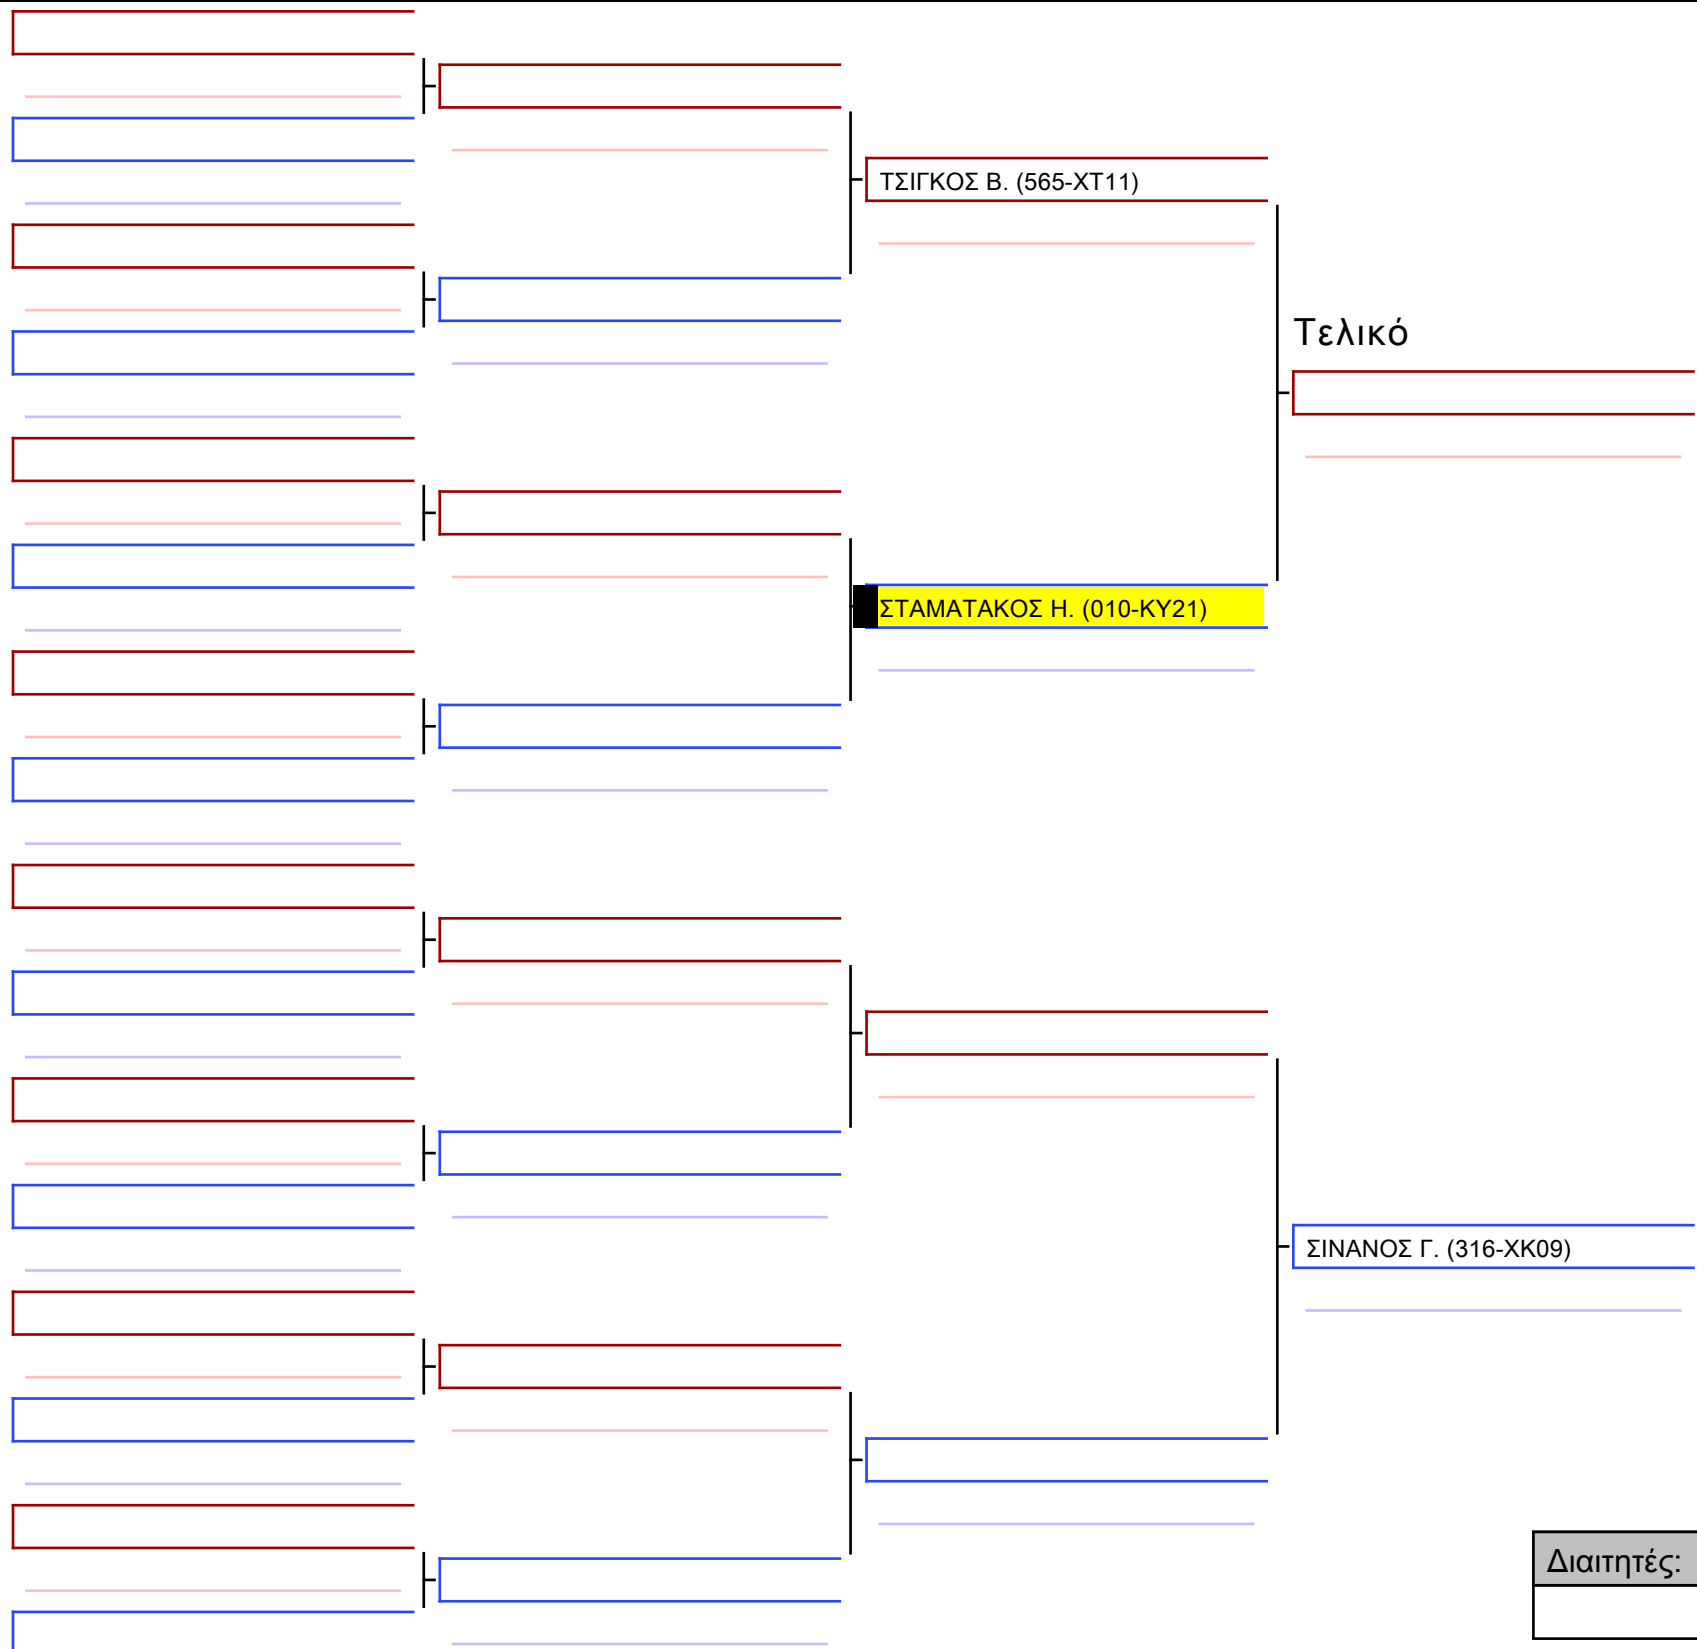 ΤΣΙΓΚΟΣ Β. (565-ΧΤ11)
Τελικό
ΣΤΑΜΑΤΑΚΟΣ Η. (010-ΚΥ21)
ΣΙΝΑΝΟΣ Γ. (316-ΧΚ09)
Διαιτητές: